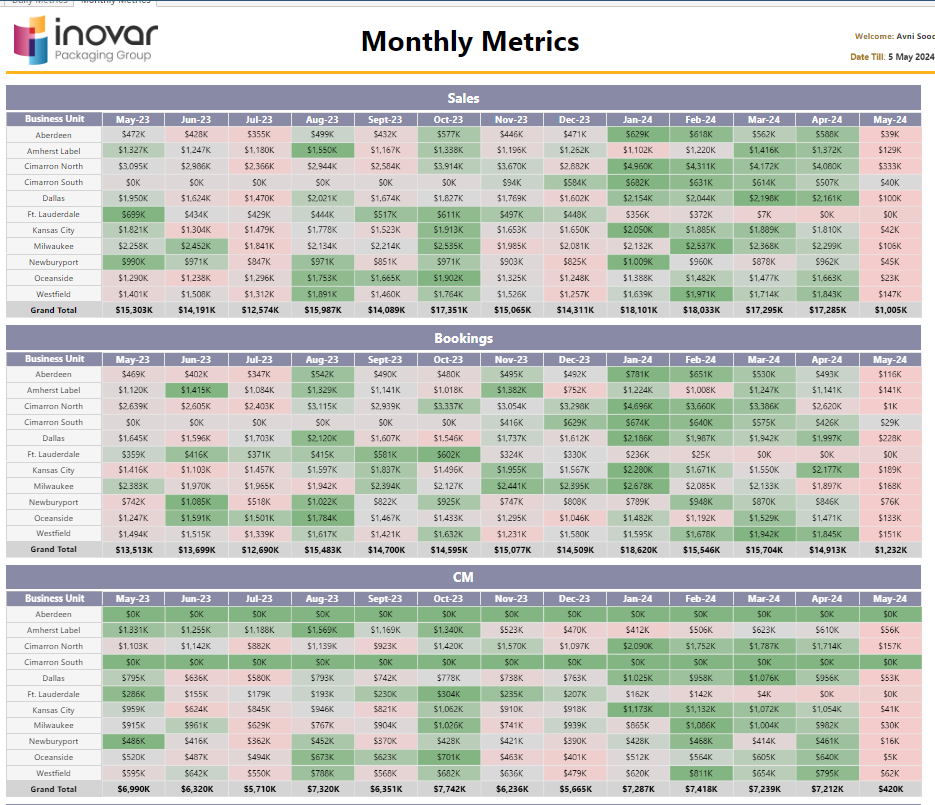 Daily Metrics Monthly Metrics
inovar
Packaging Group
Monthly Metrics
Welcome: Avni Sood
Date Till: 5 May 2024
Sales
Business Unit May-23 Jun-23 Jul-23 Aug-23 Sept-23 Oct-23 Nov-23 Dec-23 Jan-24 Feb-24 Mar-24 Apr-24 May-24
Aberdeen $472K $428K $355K $499K $432K $577K $446K $471K $629K $618K $562K $588K $39K
Amherst Label $1,327K $1,247K $1,180K $1,550K $1,167K $1,338K $1,196K $1,262K $1,102K $1,220K $1,416K $1,372K $129K
Cimarron North $3,095K $2,986K $2,366K $2,944K $2,584K $3,914K $3,670K $2,882K $4,960K $4,311K $4,172K $4,080K $333K
Cimarron South $0K $0K $0K $0K $0K $0K $94K $584K $682K $631K $614K $507K $40K
Dallas $1,950K $1,624K $1,470K $2,021K $1,674K $1,827K $1,769K $1,602K $2,154K $2,044K $2,198K $2,161K $100K
Ft. Lauderdale $699K $434K $429K $444K $517K $611K $497K $448K $356K $372K $7K $0K $0K
Kansas City $1,821K $1,304K $1,479K $1,778K $1,523K $1,913K $1,653K $1,650K $2,050K $1,885K $1,889K $1,810K $42K
Milwaukee $2,258K $2,452K $1,841K $2,134K $2,214K $2,535K $1,985K $2,081K $2,132K $2,537K $2,368K $2,299K $106K
Newburyport $990K $971K $847K $971K $851K $971K $903K $825K $1,009K $960K $878K $962K $45K
Oceanside $1,290K $1,238K $1,296K $1,753K $1,665K $1,902K $1,325K $1,248K $1,388K $1,482K $1,477K $1,663K $23K
Westfield $1,401K $1,508K $1,312K $1,891K $1,460K $1,764K $1,526K $1,257K $1,639K $1,971K $1,714K $1,843K $147K
Grand Total $15,303K $14,191K $12,574K $15,987K $14,089K $17,351K $15,065K $14,311K $18,101K $18,033K $17,295K $17,285K $1,005K
Bookings
Business Unit May-23 Jun-23 Jul-23 Aug-23 Sept-23 Oct-23 Nov-23 Dec-23 Jan-24 Feb-24 Mar-24 Apr-24 May-24
Aberdeen $469K $402K $347K $542K $490K $480K $495K $492K $781K $651K $530K $493K $116K
Amherst Label $1,120K $1,415K $1,084K $1,329K $1,141K $1,018K $1,382K $752K $1,224K $1,008K $1,247K $1,141K $141K
Cimarron North $2,639K $2,605K $2,403K $3,115K $2,939K $3,337K $3,054K $3,298K $4,696K $3,660K $3,386K $2,620K $1K
Cimarron South $0K $0K $0K $0K $0K $0K $416K $629K $674K $640K $575K $426K $29K
Dallas $1,645K $1,596K $1,703K $2,120K $1,607K $1,546K $1,737K $1,612K $2,186K $1,987K $1,942K $1,997K $228K
Ft. Lauderdale $359K $416K $371K $415K $581K $602K $324K $330K $236K $25K $0K $0K $0K
Kansas City $1,416K $1,103K $1,457K $1,597K $1,837K $1,496K $1,955K $1,567K $2,280K $1,671K $1,550K $2,177K $189K
Milwaukee $2,383K $1,970K $1,965K $1,942K $2,394K $2,127K $2,441K $2,395K $2,678K $2,085K $2,133K $1,897K $168K
Newburyport $742K $1,085K $518K $1,022K $822K $925K $747K $808K $789K $948K $870K $846K $76K
Oceanside $1,247K $1,591K $1,501K $1,784K $1,467K $1,433K $1,295K $1,046K $1,482K $1,192K $1,529K $1,471K $133K
Westfield $1,494K $1,515K $1,339K $1,617K $1,421K $1,632K $1,231K $1,580K $1,595K $1,678K $1,942K $1,845K $151K
Grand Total $13,513K $13,699K $12,690K $15,483K $14,700K $14,595K $15,077K $14,509K $18,620K $15,546K $15,704K $14,913K $1,232K
CM
Business Unit May-23 Jun-23 Jul-23 Aug-23 Sept-23 Oct-23 Nov-23 Dec-23 Jan-24 Feb-24 Mar-24 Apr-24 May-24
Aberdeen $0K $0K $0K $0K $0K $0K $0K $0K $0K $0K $0K $0K $0K
Amherst Label $1,331K $1,255K $1,188K $1,569K $1,169K $1,340K $523K $470K $412K $506K $623K $610K $56K
Cimarron North $1,103K $1,142K $882K $1,139K $923K $1,420K $1,570K $1,097K $2,090K $1,752K $1,787K $1,714K $157K
Cimarron South $0K $0K $0K $0K $0K $0K $0K $0K $0K $0K $0K $0K $0K
Dallas $795K $636K $580K $793K $742K $778K $738K $763K $1,025K $958K $1,076K $956K $53K
Ft. Lauderdale $286K $155K $179K $193K $230K $304K $235K $207K $162K $142K $4K $0K $0K
Kansas City $959K $624K $845K $946K $821K $1,062K $910K $918K $1,173K $1,132K $1,072K $1,054K $41K
Milwaukee $915K $961K $629K $767K $904K $1,026K $741K $939K $865K $1,086K $1,004K $982K $30K
Newburyport $486K $416K $362K $452K $370K $428K $421K $390K $428K $468K $414K $461K $16K
Oceanside $520K $487K $494K $673K $623K $701K $463K $401K $512K $564K $605K $640K $5K
Westfield $595K $642K $550K $788K $568K $682K $636K $479K $620K $811K $654K $795K $62K
Grand Total $6,990K $6,320K $5,710K $7,320K $6,351K $7,742K $6,236K $5,665K $7,287K $7,418K $7,239K $7,212K $420K